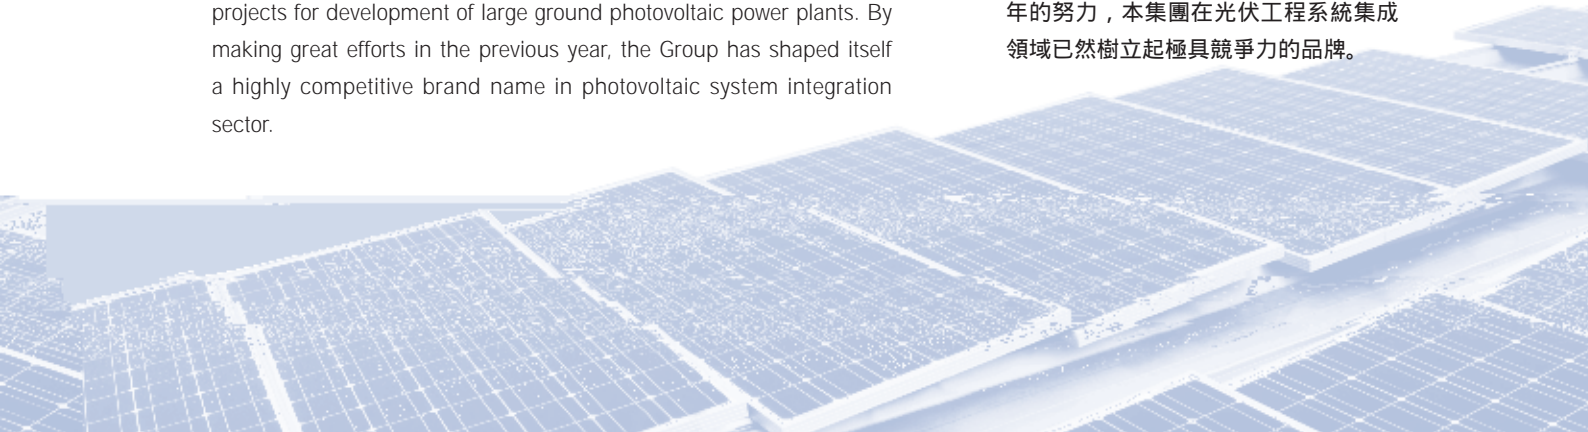 projects for development of large ground photovoltaic power plants. By
making great efforts in the previous year, the Group has shaped itself
a highly competitive brand name in photovoltaic system integration
sector.
年的努力，本集團在光伏工程系統集成
領域已然樹立起極具競爭力的品牌。